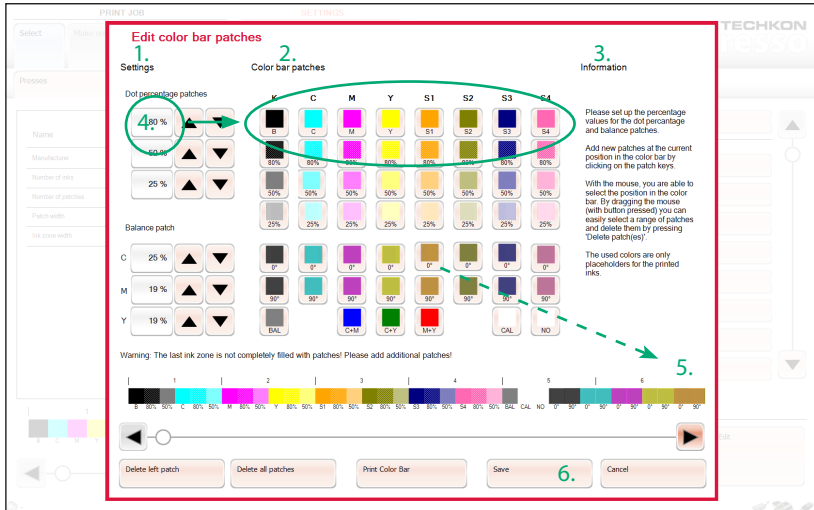 PRINT JOB
SETTINGS
Select
TECHKON
Presses
Name
Manufacture
Number of inks
Number of patches
Patch width
Ink zone width
Edit color bar patches
1.
2.
3.
Settings
Color bar patches
Information
Dot percentage patches
K C M Y S1 S2 S3 S4
80 %
4.
B C M Y S1 S2 S3 S4
50 %
80% 80% 80% 80% 80% 80% 80% 80%
25 %
50% 50% 50% 50% 50% 50% 50% 50%
25% 25% 25% 25% 25% 25% 25% 25%
Please set up the percentage
values for the dot percantage
and balance patches.
Add new patches at the current
position in the color bar by
clicking on the patch keys.
With the mouse, you are able to
select the position in the color
bar. By dragging the mouse
(with button pressed) you can
easily select a range of patches
and delete them by pressing
'Delete patch(es)'.
The used colors are only
placeholders for the printed
inks.
Balance patch
C 25 %
0° 0° 0° 0° 0° 0° 0° 0°
M 19 %
90° 90° 90° 90° 90° 90° 90° 90°
Y 19 %
BAL C+M C+Y M+Y CAL NO
Warning: The last ink zone is not completely filled with patches! Please add additional patches!
5.
1 2 3 4 5 6
B 80% 50% C 80% 50% M 80% 50% Y 80% 50% S1 80% 50% S2 80% 50% S3 80% 50% S4 80% 50% BAL CAL NO 0° 90° 0° 90° 0° 90° 0° 90° 0° 90°
Delete left patch
Delete all patches
Print Color Bar
Save
6.
Cancel